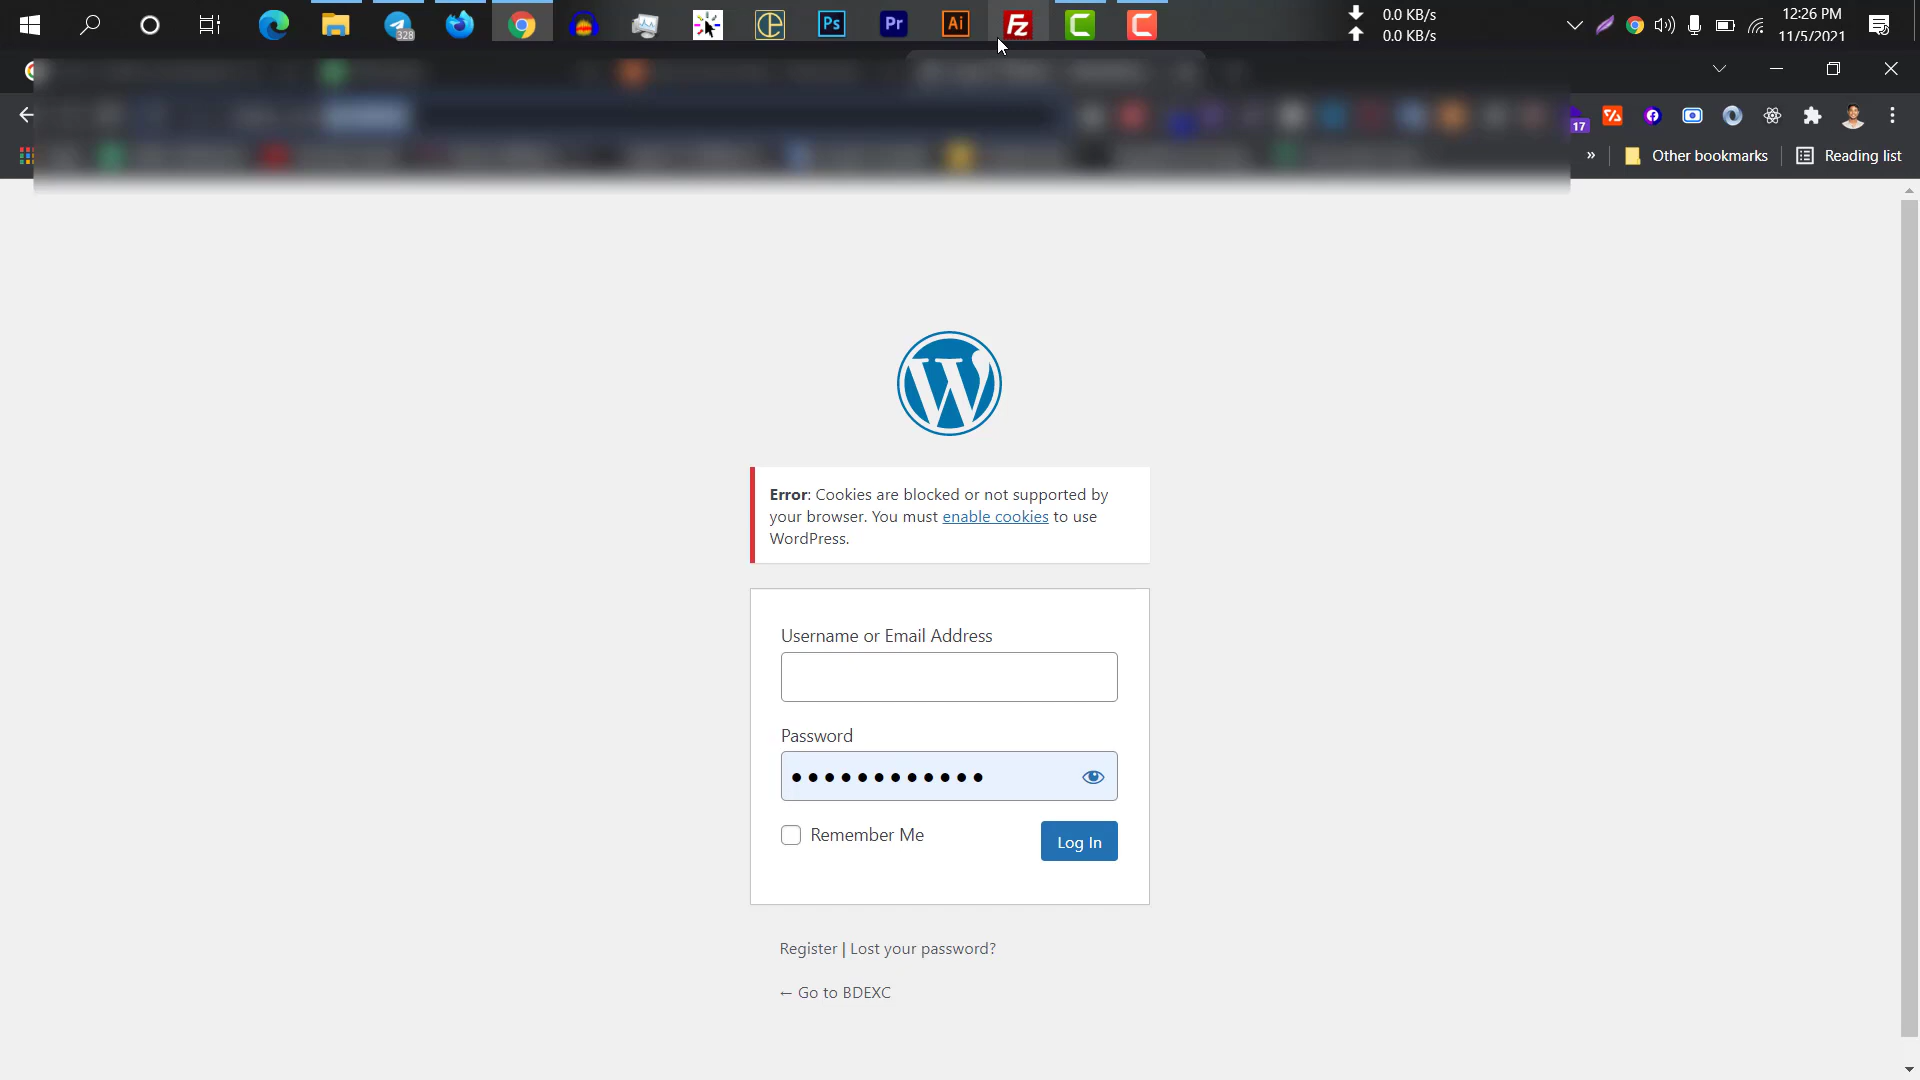 0.0 KB/s
0.0 KB/s
12:26 PM
11/5/2021
328
Ps
Pr
Ai
Fz
17
»
Other bookmarks
Reading list
Error: Cookies are blocked or not supported by
your browser. You must enable cookies to use
WordPress.
Username or Email Address
Password
Remember Me
Log In
Register | Lost your password?
← Go to BDEXC